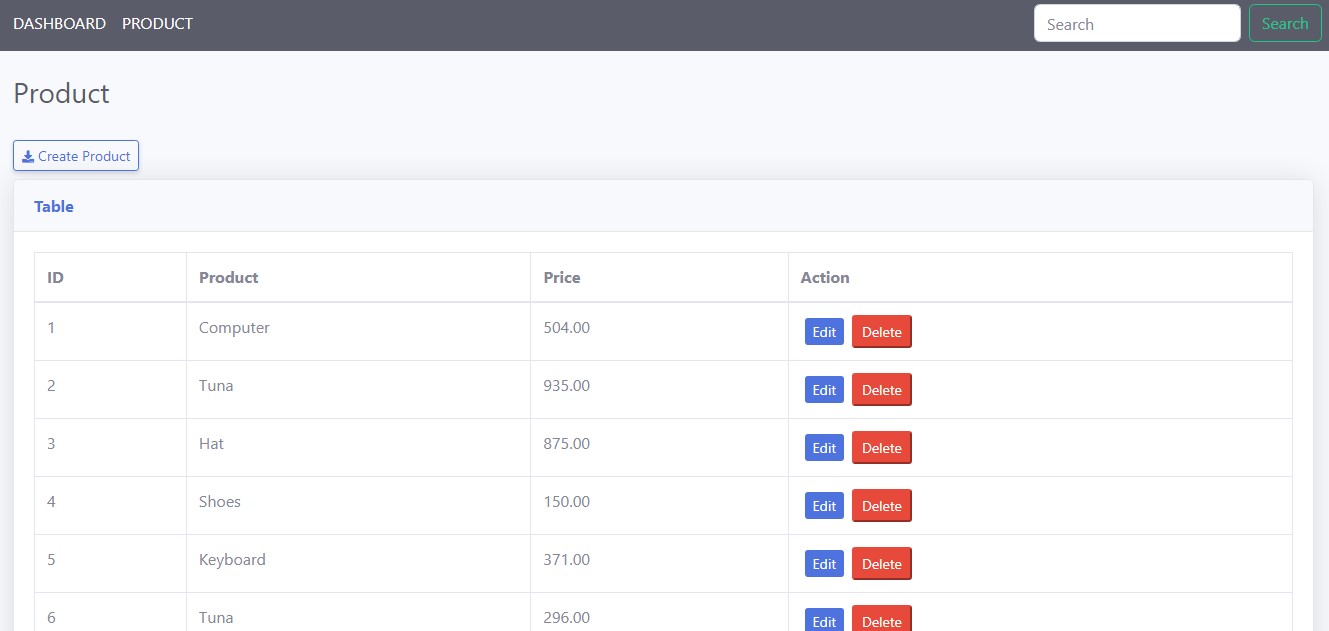 DASHBOARD PRODUCT Search Search
Product
Create Product
Table
ID Product Price Action
1 Computer 504.00 Edit Delete
2 Tuna 935.00 Edit Delete
3 Hat 875.00 Edit Delete
4 Shoes 150.00 Edit Delete
5 Keyboard 371.00 Edit Delete
6 Tuna 296.00 Edit Delete